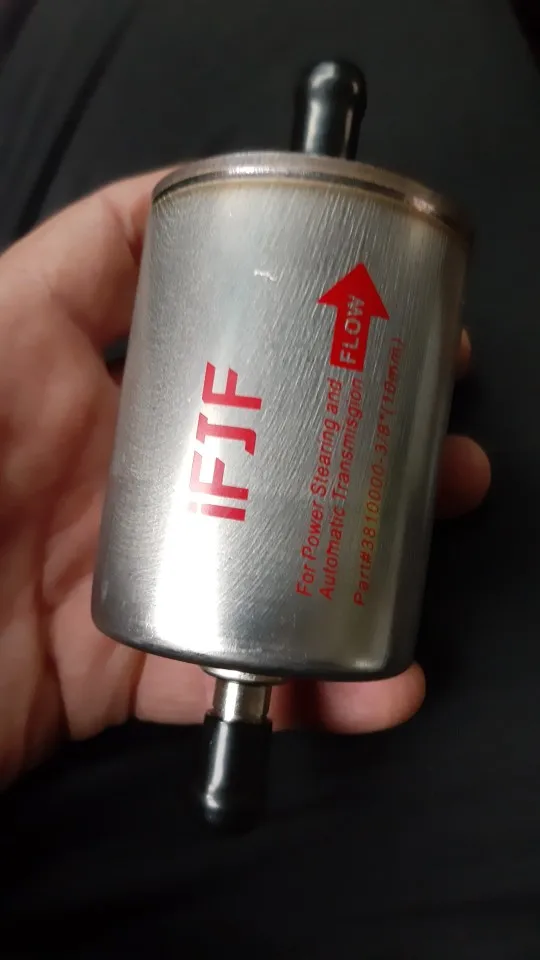 iFJF
FLOW
For Power Stearing and
Automatic Transmisgion
Part#3810000-3/8"(10mm)